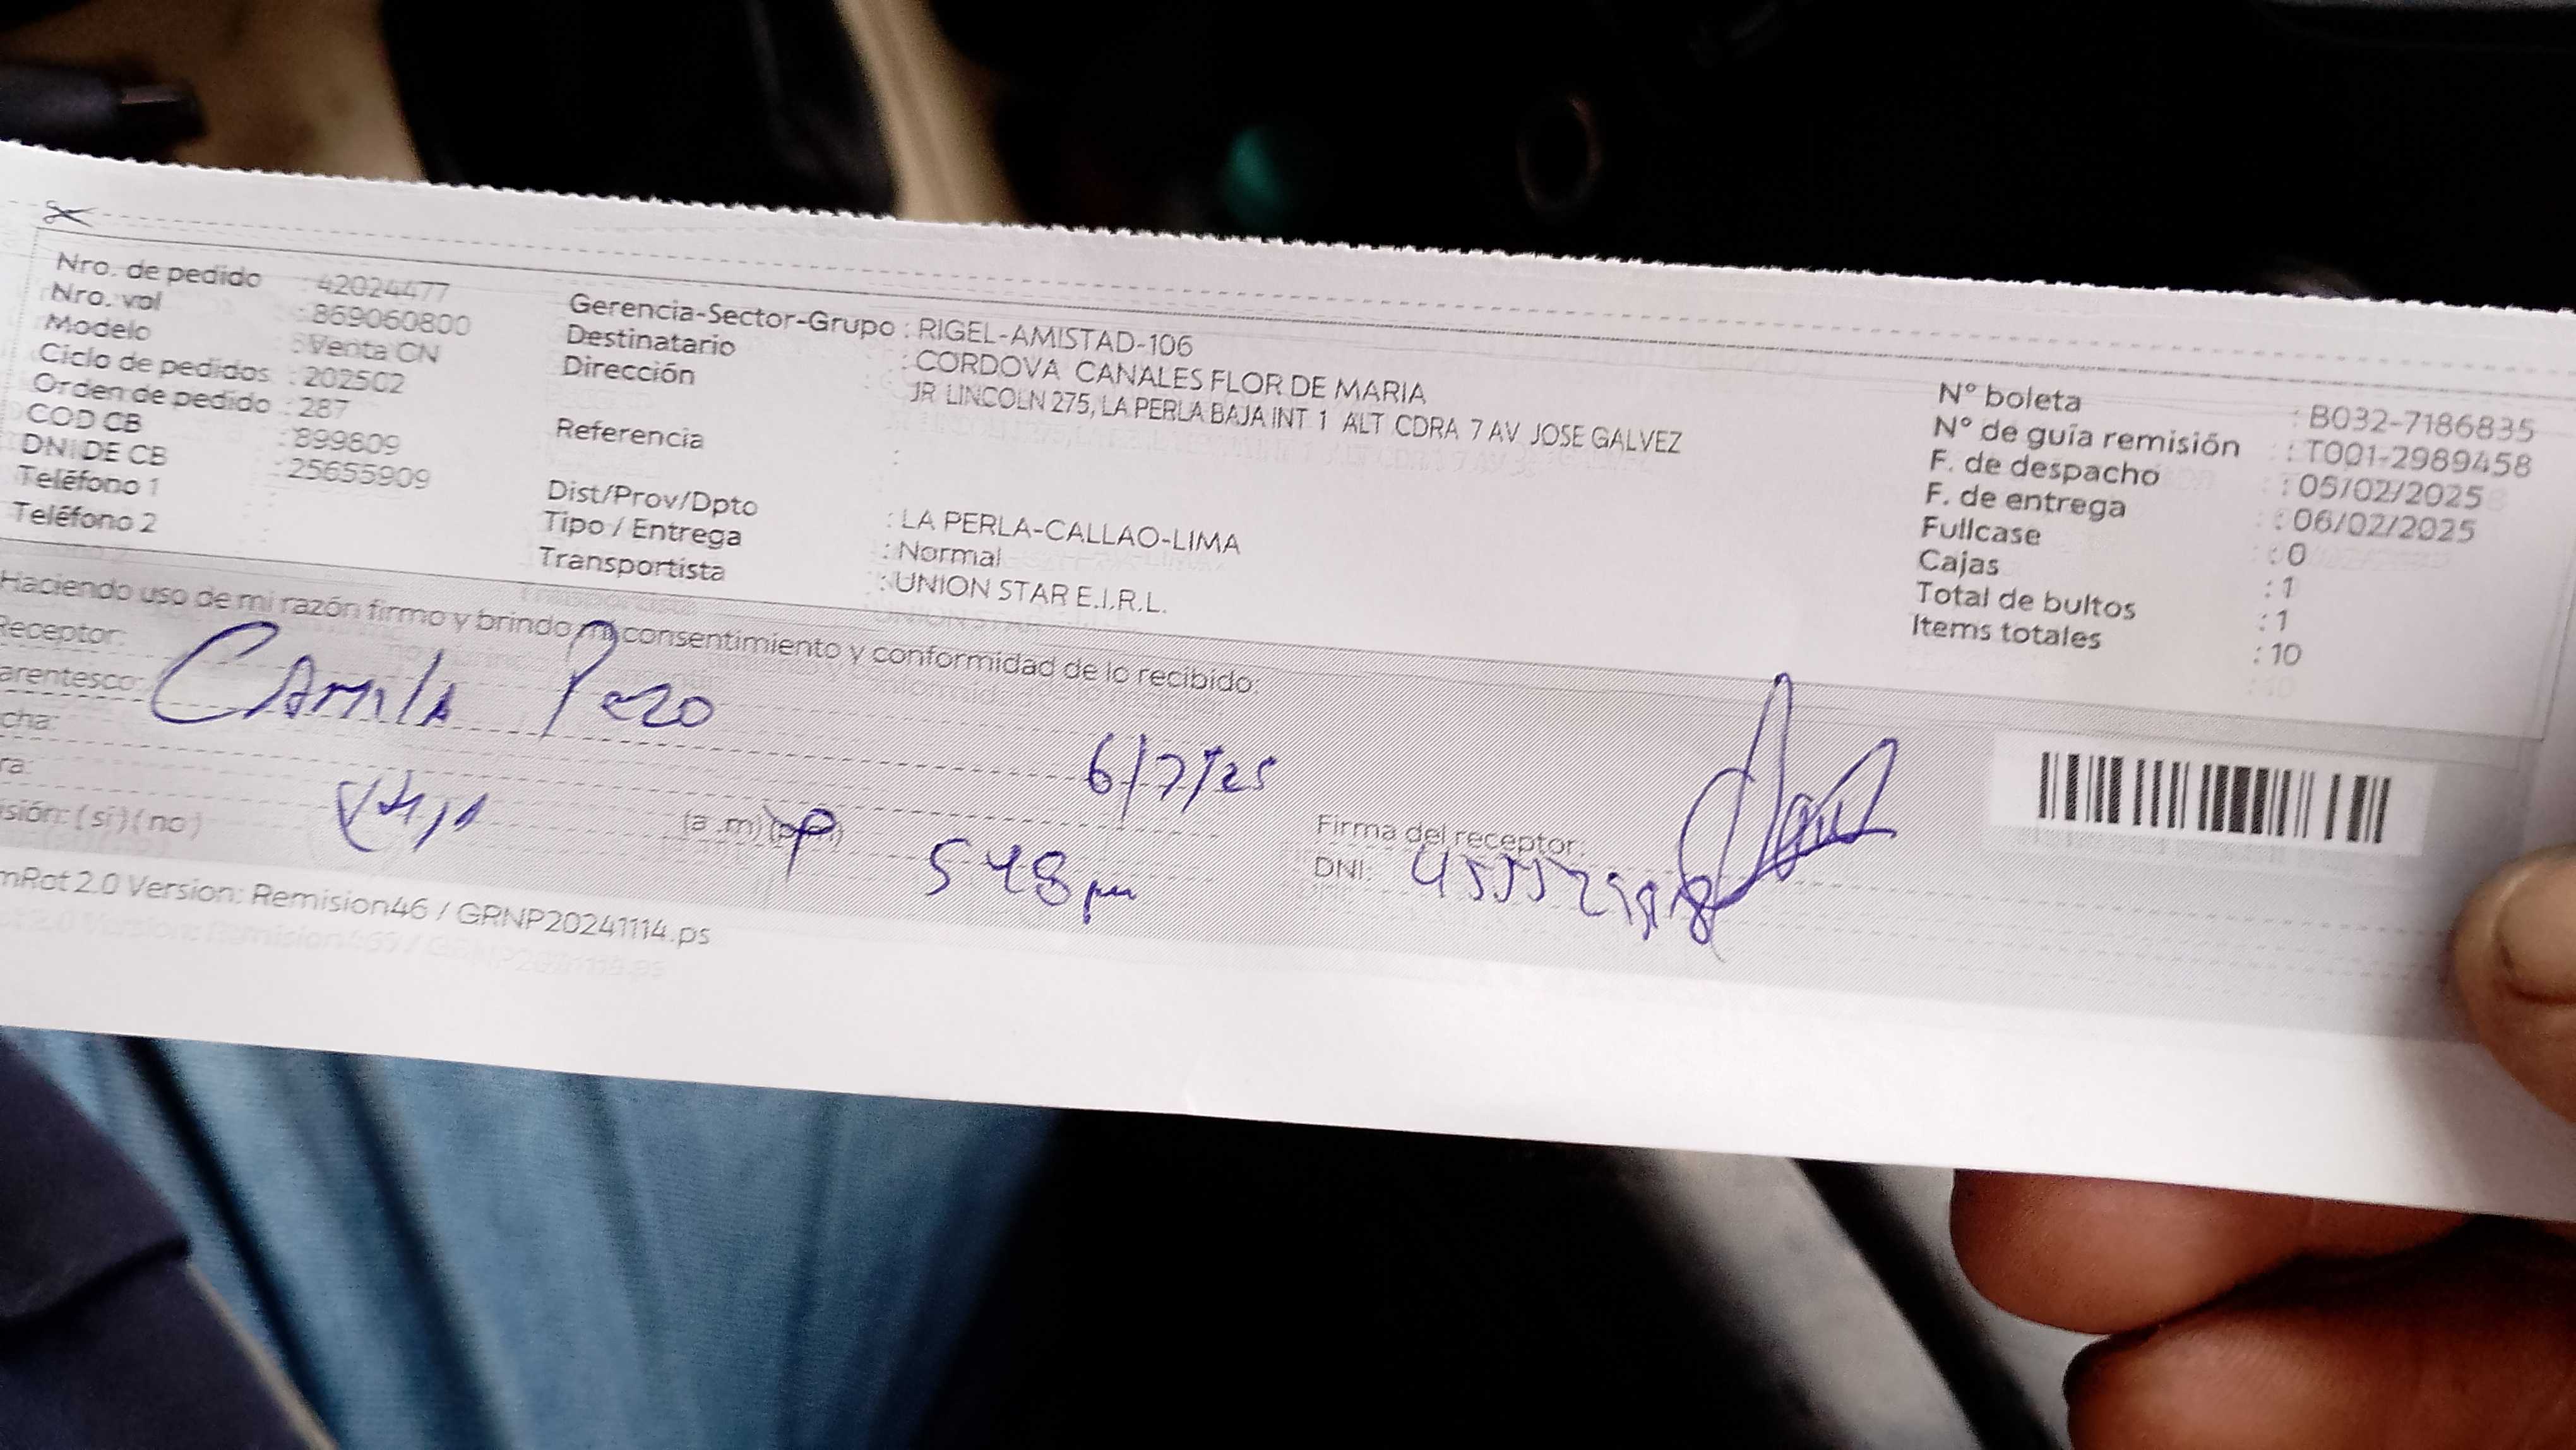 Nro. de pedido : 42024477
Nro. val : 869060800
Modelo : Venta CN
Ciclo de pedidos : 202502
Orden de pedido : 287
COD CB : 899809
DNI DE CB : 25655909
Teléfono 1 :
Teléfono 2 :
Gerencia-Sector-Grupo : RIGEL-AMISTAD-106
Destinatario : CORDOVA CANALES FLOR DE MARIA
Dirección : JR LINCOLN 275, LA PERLA BAJA INT 1 ALT CDRA 7 AV JOSE GALVEZ
Referencia :
Dist/Prov/Dpto : LA PERLA-CALLAO-LIMA
Tipo / Entrega : Normal
Transportista : UNION STAR E.I.R.L.
N° boleta : B032-7186835
N° de guía remisión : T001-2989458
F. de despacho : 05/02/2025
F. de entrega : 06/02/2025
Fullcase : 0
Cajas : 1
Total de bultos : 1
Items totales : 10
Haciendo uso de mi razón firmo y brindo mi consentimiento y conformidad de lo recibido:
Receptor: Camila Pezo
arentesco:
cha: 6/7/25
ra: (a .m) (p.m) 548 pm
isión: ( si ) ( no )
Firma del receptor:
DNI:
mRot 2.0 Version: Remision46 / GRNP20241114.ps